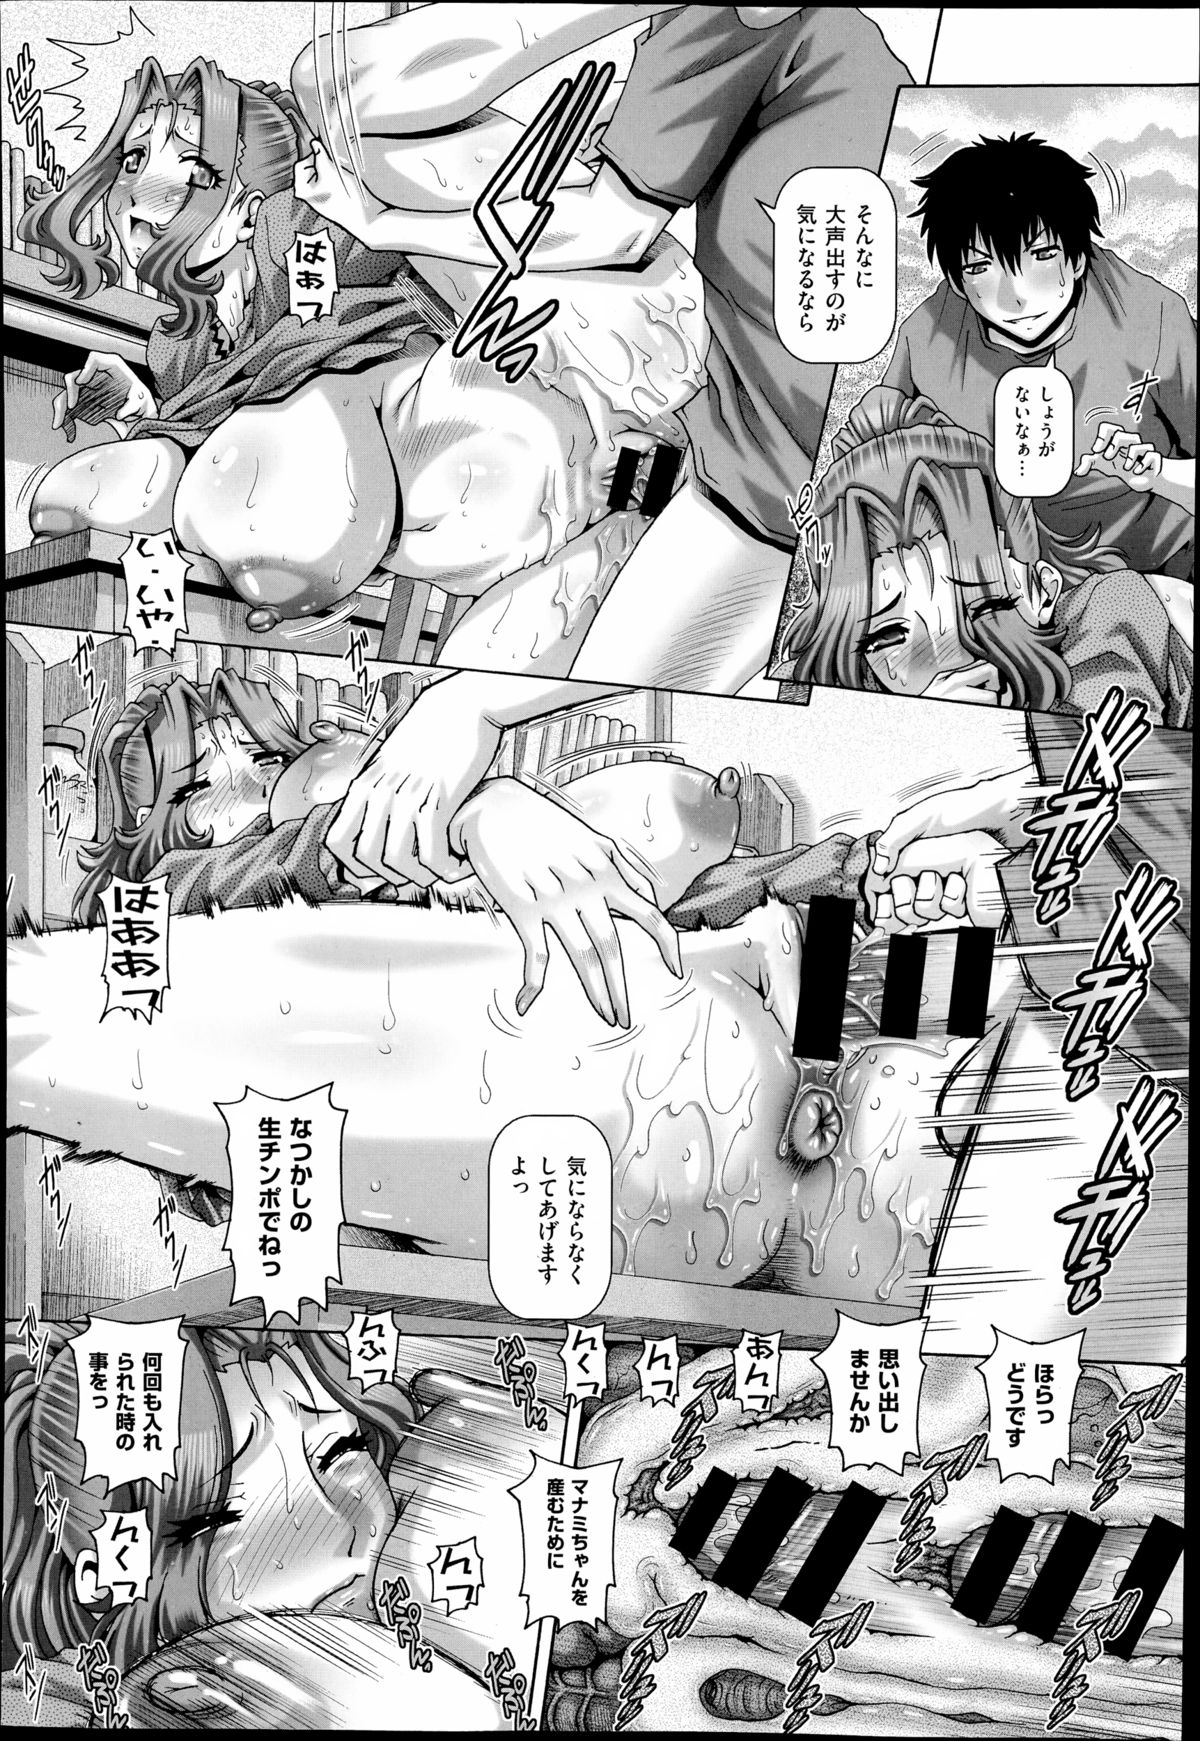 そんなに
大声出すのが
気になるなら
しょうが
ないなぁ…
はぁっ
い・いや・
はああっ
気にならなく
してあげます
よっ
なつかしの
生チンポでねっ
ほらっ
どうです
思い出し
ませんか
あんっ
んっ
んくっ
マナミちゃんを
産むために
んふっ
何回も入れ
られた時の
事をっ
んっ
んくっ